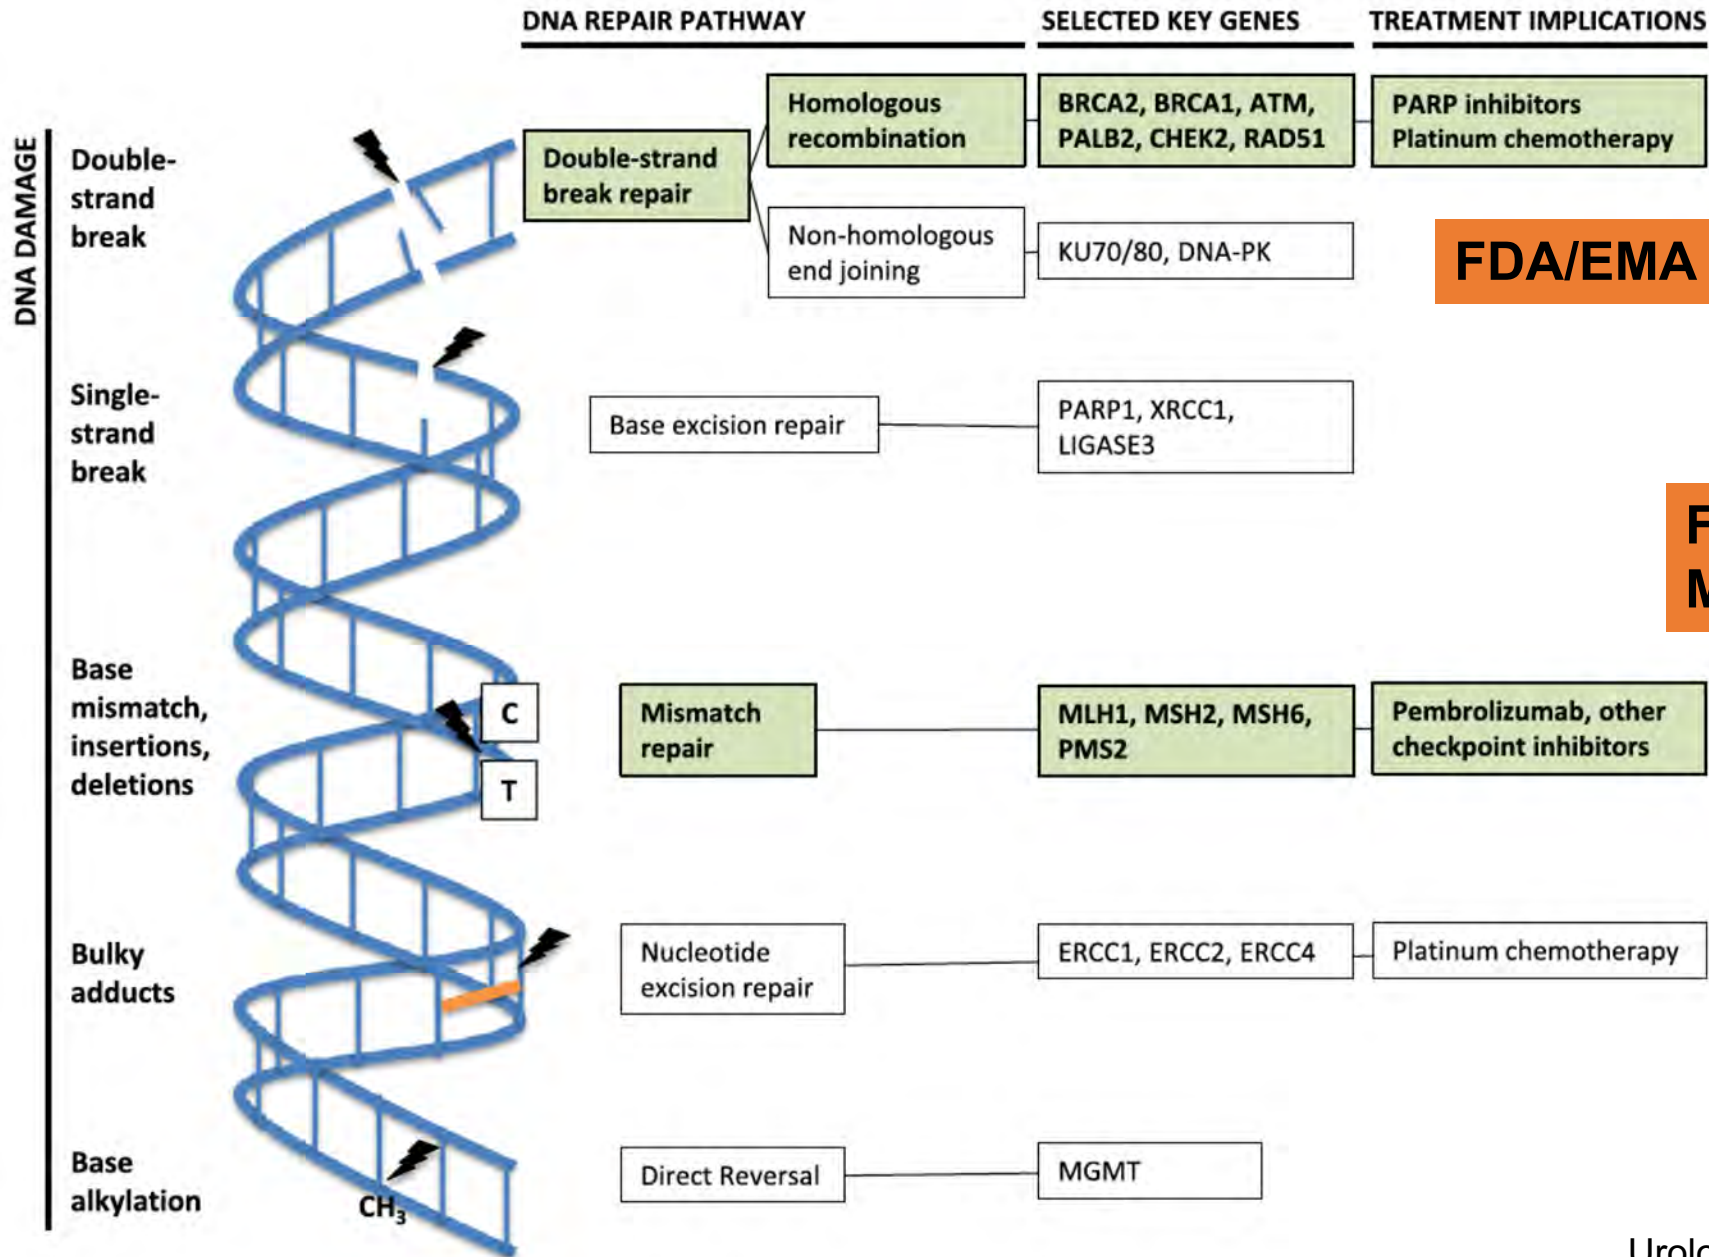 DNA REPAIR PATHWAY
SELECTED KEY GENES
TREATMENT IMPLICATIONS
DNA DAMAGE
Double-
strand
break
Double-strand
break repair
Homologous
recombination
BRCA2, BRCA1, ATM,
PALB2, CHEK2, RAD51
PARP inhibitors
Platinum chemotherapy
Non-homologous
end joining
KU70/80, DNA-PK
FDA/EMA
Single-
strand
break
Base excision repair
PARP1, XRCC1,
LIGASE3
Base
mismatch,
insertions,
deletions
C
T
Mismatch
repair
MLH1, MSH2, MSH6,
PMS2
Pembrolizumab, other
checkpoint inhibitors
Bulky
adducts
Nucleotide
excision repair
ERCC1, ERCC2, ERCC4
Platinum chemotherapy
Base
alkylation
CH₃
Direct Reversal
MGMT